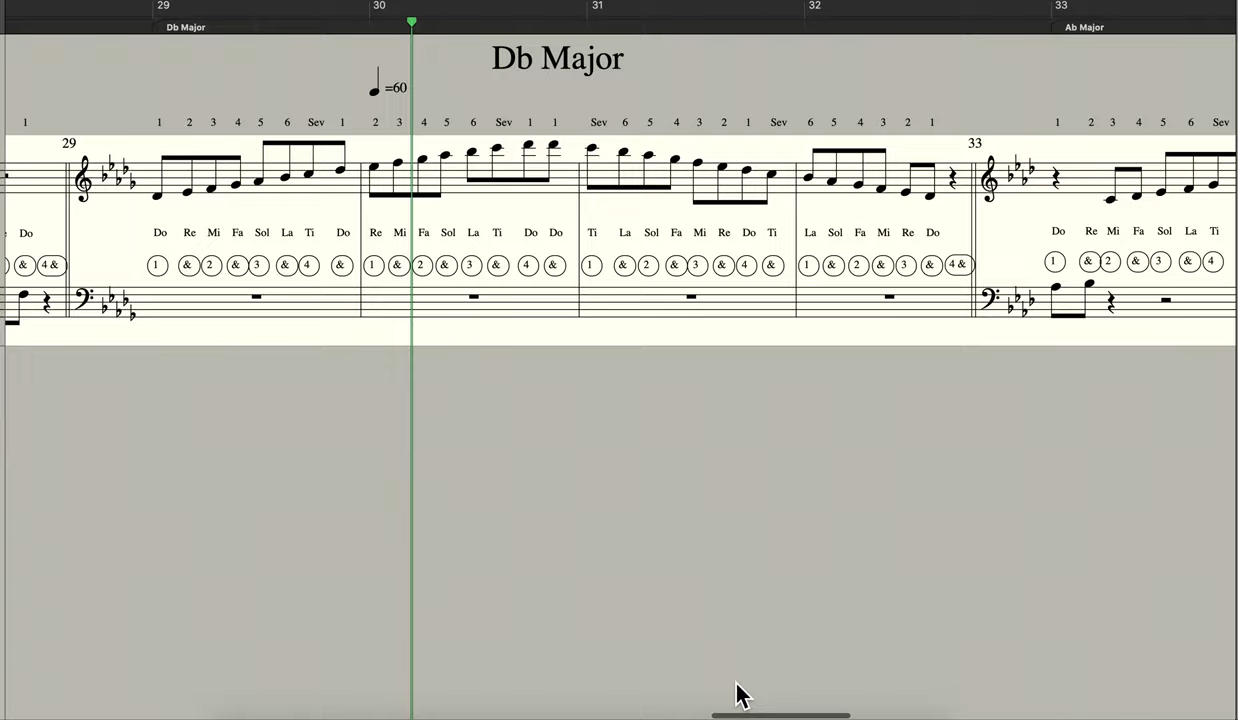 29 30 31 32 33
Db Major Ab Major
Db Major
=60
1 1 2 3 4 5 6 Sev 1 2 3 4 5 6 Sev 1 1 Sev 6 5 4 3 2 1 Sev 6 5 4 3 2 1 1 2 3 4 5 6 Sev
29 33
Do Do Re Mi Fa Sol La Ti Do Re Mi Fa Sol La Ti Do Do Ti La Sol Fa Mi Re Do Ti La Sol Fa Mi Re Do Do Re Mi Fa Sol La Ti
& 4 & 1 & 2 & 3 & 4 & 1 & 2 & 3 & 4 & 1 & 2 & 3 & 4 & 1 & 2 & 3 4 & 1 & 2 & 3 & 4